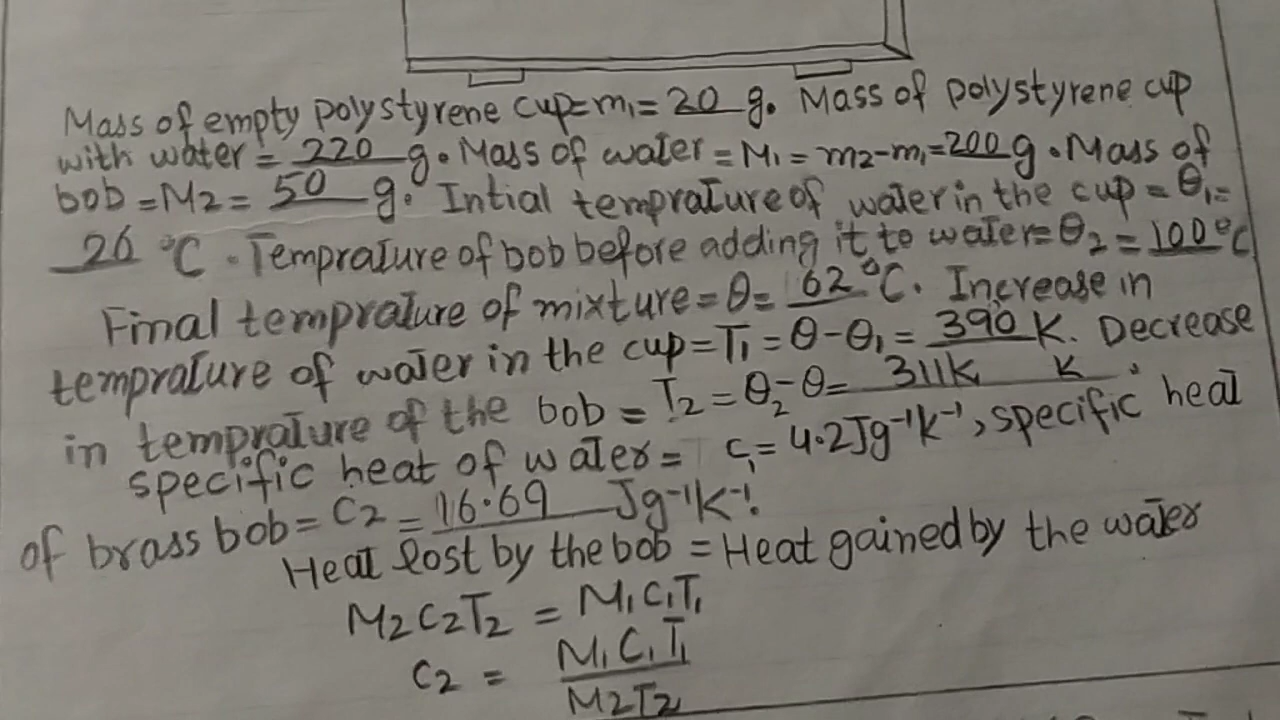 Mass of empty polystyrene cup=m₁= 20 g. Mass of polystyrene cup
with water = 220 g. Mass of water = M₁ = m₂-m₁=200g. Mass of
bob = M₂ = 50 g. Intial temprature of water in the cup = θ₁=
26 °C. Temprature of bob before adding it to water= θ₂ = 100°C
Final temprature of mixture = θ= 62°C. Increase in
temprature of water in the cup= T₁ = θ-θ₁ = 390 K. Decrease
in temprature of the bob = T₂ = θ₂-θ= 311K K.
specific heat of water= c₁= 4.2Jg⁻¹k⁻¹, specific heat
of brass bob= C₂ = 16.69 Jg⁻¹k⁻¹.
Heat lost by the bob = Heat gained by the water
M₂C₂T₂ = M₁C₁T₁
C₂ = M₁C₁T₁
M₂T₂